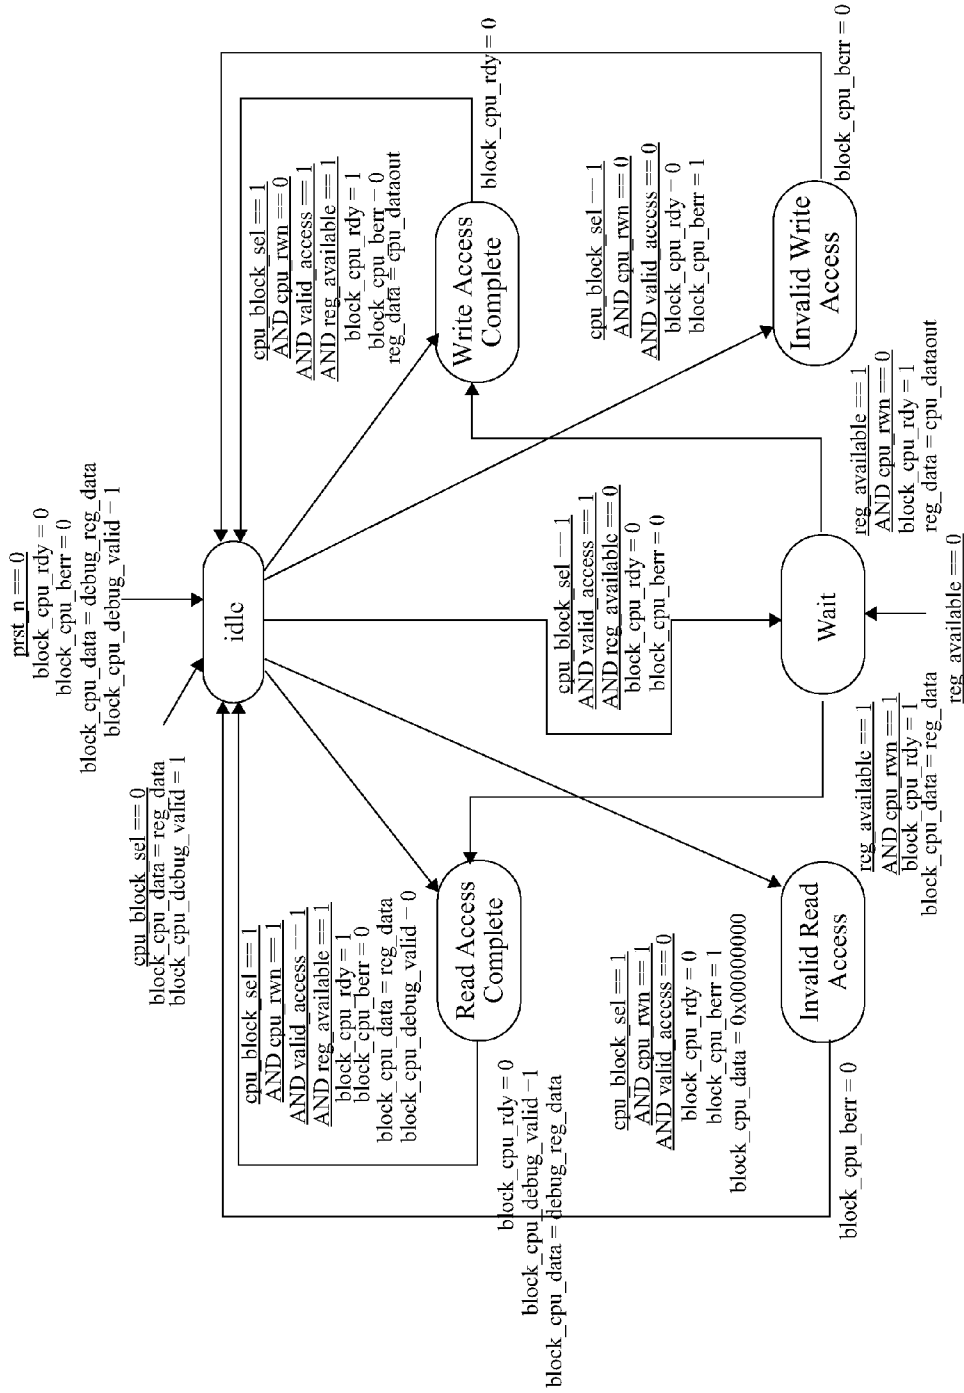 prst_n == 0
block_cpu_rdy = 0
block_cpu_berr = 0
block_cpu_data = debug_reg_data
block_cpu_debug_valid = 1
cpu_block_sel == 0
block_cpu_data = reg_data
block_cpu_debug_valid = 1
idle
cpu_block_sel == 1
AND cpu_rwn == 1
AND valid_access == 1
AND reg_available == 1
block_cpu_rdy = 1
block_cpu_berr = 0
block_cpu_data = reg_data
block_cpu_debug_valid = 0
cpu_block_sel == 1
AND cpu_rwn == 0
AND valid_access == 1
AND reg_available == 1
block_cpu_rdy = 1
block_cpu_berr = 0
reg_data = cpu_dataout
Read Access
Complete
Write Access
Complete
block_cpu_rdy = 0
block_cpu_debug_valid = 1
block_cpu_data = debug_reg_data
block_cpu_rdy = 0
cpu_block_sel == 1
AND valid_access == 1
AND reg_available == 0
block_cpu_rdy = 0
block_cpu_berr = 0
cpu_block_sel == 1
AND cpu_rwn == 1
AND valid_access == 0
block_cpu_rdy = 0
block_cpu_berr = 1
block_cpu_data = 0x00000000
cpu_block_sel == 1
AND cpu_rwn == 0
AND valid_access == 0
block_cpu_rdy = 0
block_cpu_berr = 1
Invalid Read
Access
Wait
Invalid Write
Access
block_cpu_berr = 0
reg_available == 1
AND cpu_rwn == 1
block_cpu_rdy = 1
block_cpu_data = reg_data
reg_available == 1
AND cpu_rwn == 0
block_cpu_rdy = 1
reg_data = cpu_dataout
block_cpu_berr = 0
reg_available == 0